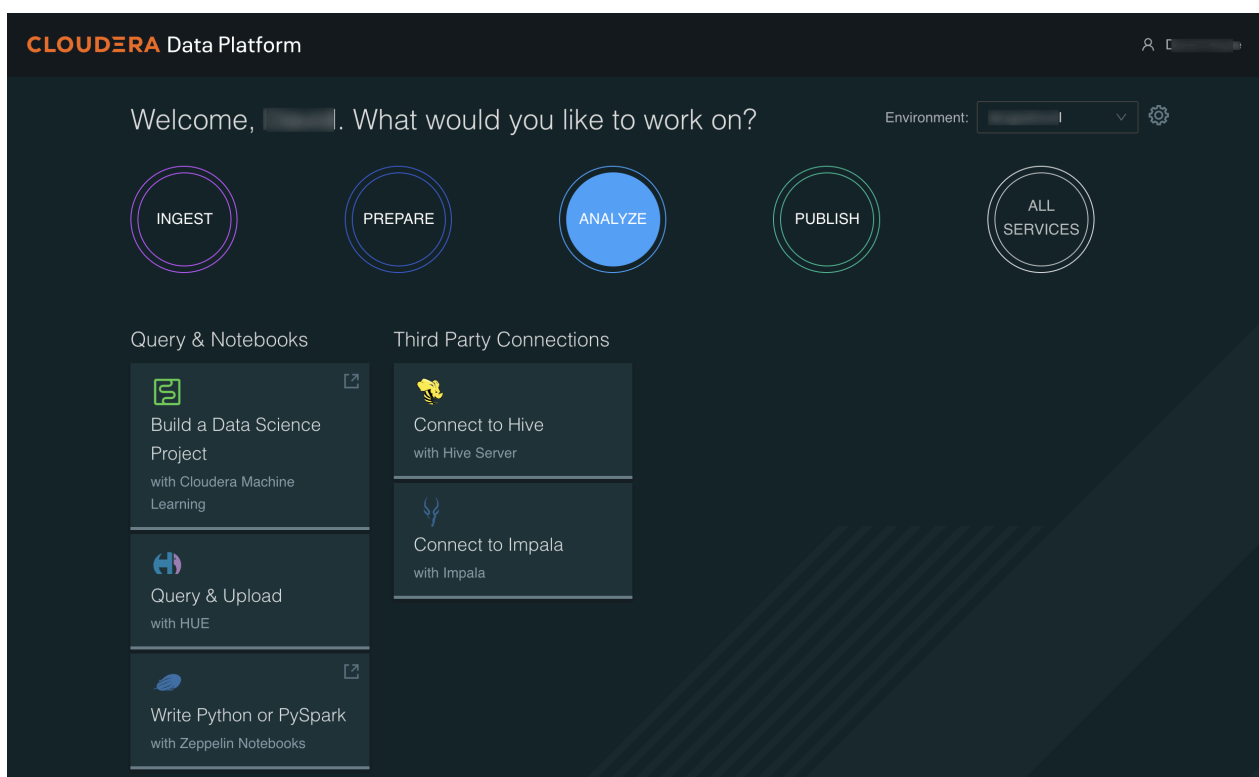 CLOUDERA Data Platform
Welcome, . What would you like to work on?
Environment:
INGEST
PREPARE
ANALYZE
PUBLISH
ALL
SERVICES
Query & Notebooks
Build a Data Science
Project
with Cloudera Machine
Learning
Query & Upload
with HUE
Write Python or PySpark
with Zeppelin Notebooks
Third Party Connections
Connect to Hive
with Hive Server
Connect to Impala
with Impala